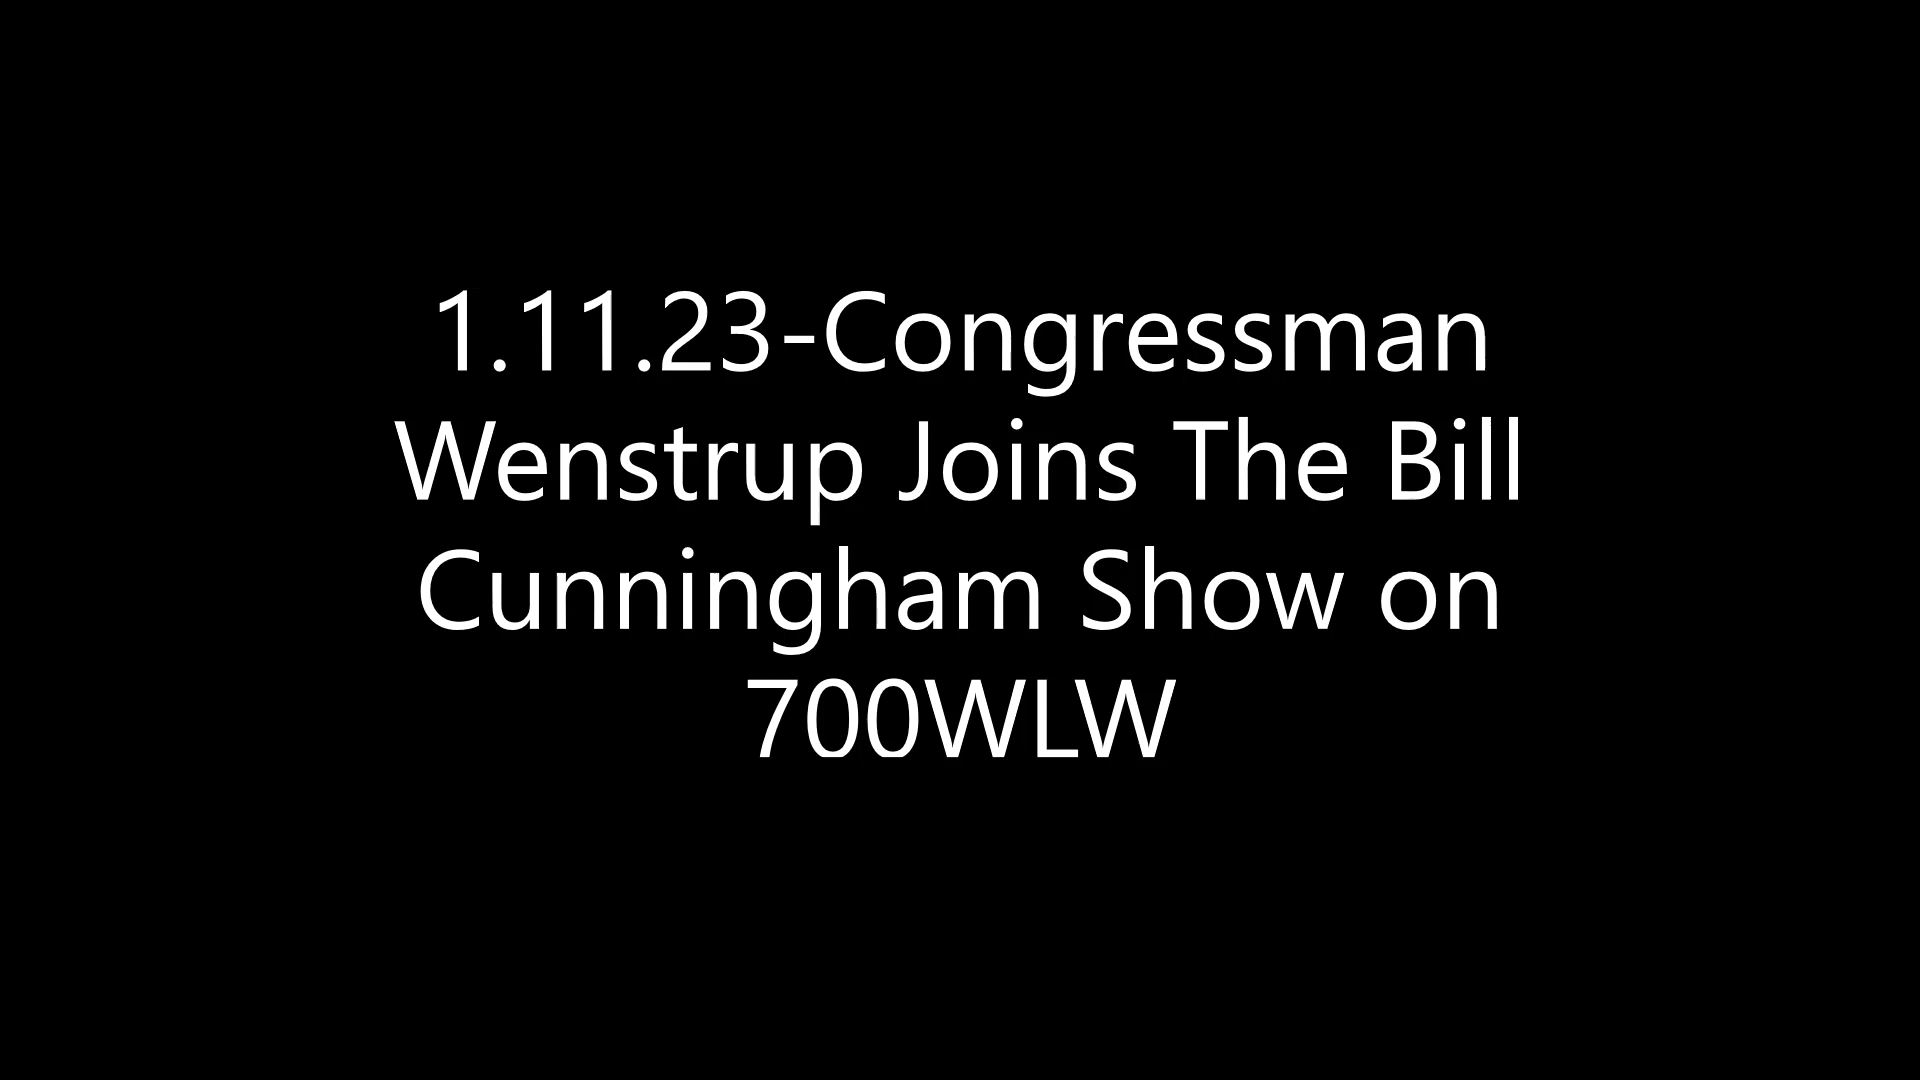 1.11.23-Congressman
Wenstrup Joins The Bill
Cunningham Show on
700WLW